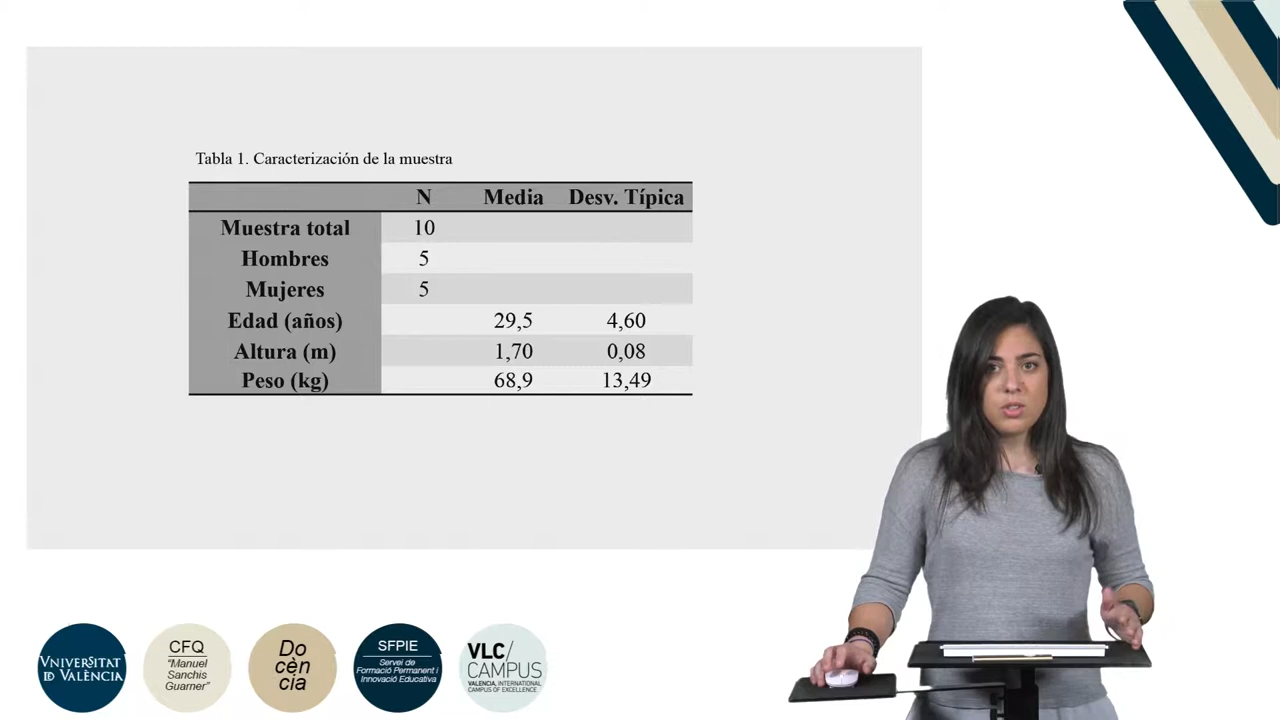 Tabla 1. Caracterización de la muestra
N Media Desv. Típica
Muestra total 10
Hombres 5
Mujeres 5
Edad (años) 29,5 4,60
Altura (m) 1,70 0,08
Peso (kg) 68,9 13,49
VNIVERSITAT
ID VALÈNCIA
CFQ
"Manuel
Sanchis
Guarner"
Do
cèn
cia
SFPIE
Servei de
Formació Permanent i
Innovació Educativa
VLC/
CAMPUS
VALENCIA, INTERNATIONAL
CAMPUS OF EXCELLENCE